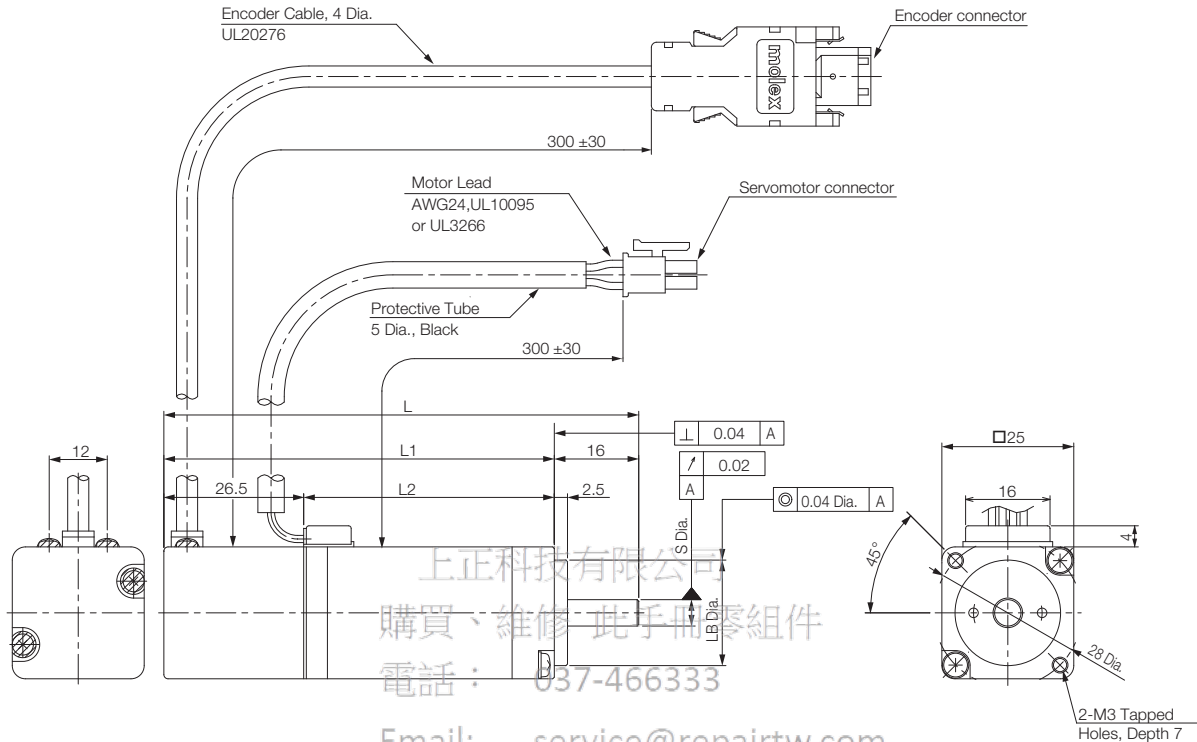 Encoder Cable, 4 Dia.
UL20276
Encoder connector
molex
300 ±30
Motor Lead
AWG24,UL10095
or UL3266
Servomotor connector
Protective Tube
5 Dia., Black
300 ±30
L
⊥ 0.04 A
L1
16
↗ 0.02
A
26.5
L2
2.5
◎ 0.04 Dia. A
12
S Dia.
LB Dia.
□25
16
4
45°
28 Dia.
2-M3 Tapped
Holes, Depth 7
上正科技有限公司
購買、維修 此手冊零組件
電話： 037-466333
Email: service@repairtw.com